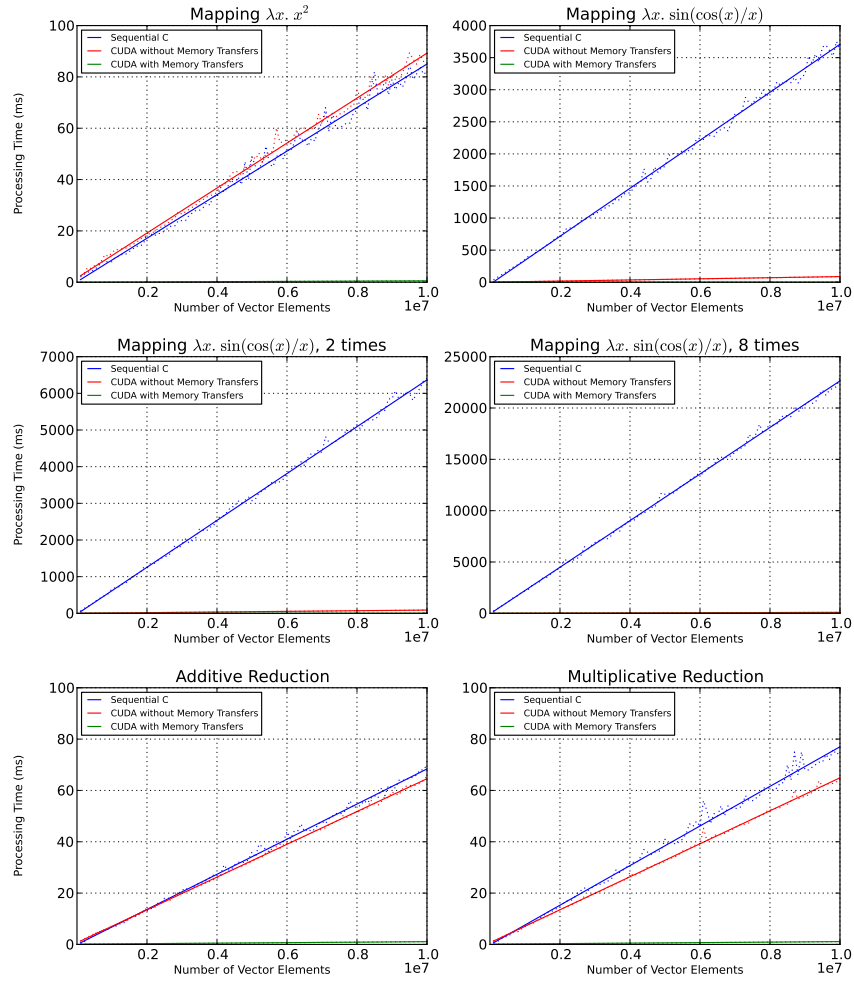 Mapping λx. x²
Processing Time (ms)
100
80
60
40
20
0
Sequential C
CUDA without Memory Transfers
CUDA with Memory Transfers
0.2 0.4 0.6 0.8 1.0
1e7
Number of Vector Elements
Mapping λx. sin(cos(x)/x)
4000
3500
3000
2500
2000
1500
1000
500
0
Sequential C
CUDA without Memory Transfers
CUDA with Memory Transfers
0.2 0.4 0.6 0.8 1.0
1e7
Number of Vector Elements
Mapping λx. sin(cos(x)/x), 2 times
Processing Time (ms)
7000
6000
5000
4000
3000
2000
1000
0
Sequential C
CUDA without Memory Transfers
CUDA with Memory Transfers
0.2 0.4 0.6 0.8 1.0
1e7
Number of Vector Elements
Mapping λx. sin(cos(x)/x), 8 times
25000
20000
15000
10000
5000
0
Sequential C
CUDA without Memory Transfers
CUDA with Memory Transfers
0.2 0.4 0.6 0.8 1.0
1e7
Number of Vector Elements
Additive Reduction
Processing Time (ms)
100
80
60
40
20
0
Sequential C
CUDA without Memory Transfers
CUDA with Memory Transfers
0.2 0.4 0.6 0.8 1.0
1e7
Number of Vector Elements
Multiplicative Reduction
100
80
60
40
20
0
Sequential C
CUDA without Memory Transfers
CUDA with Memory Transfers
0.2 0.4 0.6 0.8 1.0
1e7
Number of Vector Elements